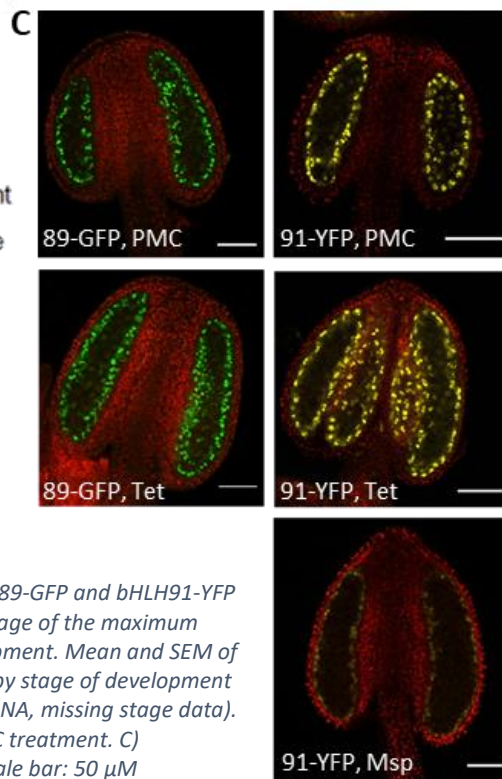 C
nt
e
89-GFP, PMC
91-YFP, PMC
89-GFP, Tet
91-YFP, Tet
89-GFP and bHLH91-YFP
age of the maximum
pment. Mean and SEM of
by stage of development
NA, missing stage data).
C treatment. C)
ale bar: 50 µM
91-YFP, Msp